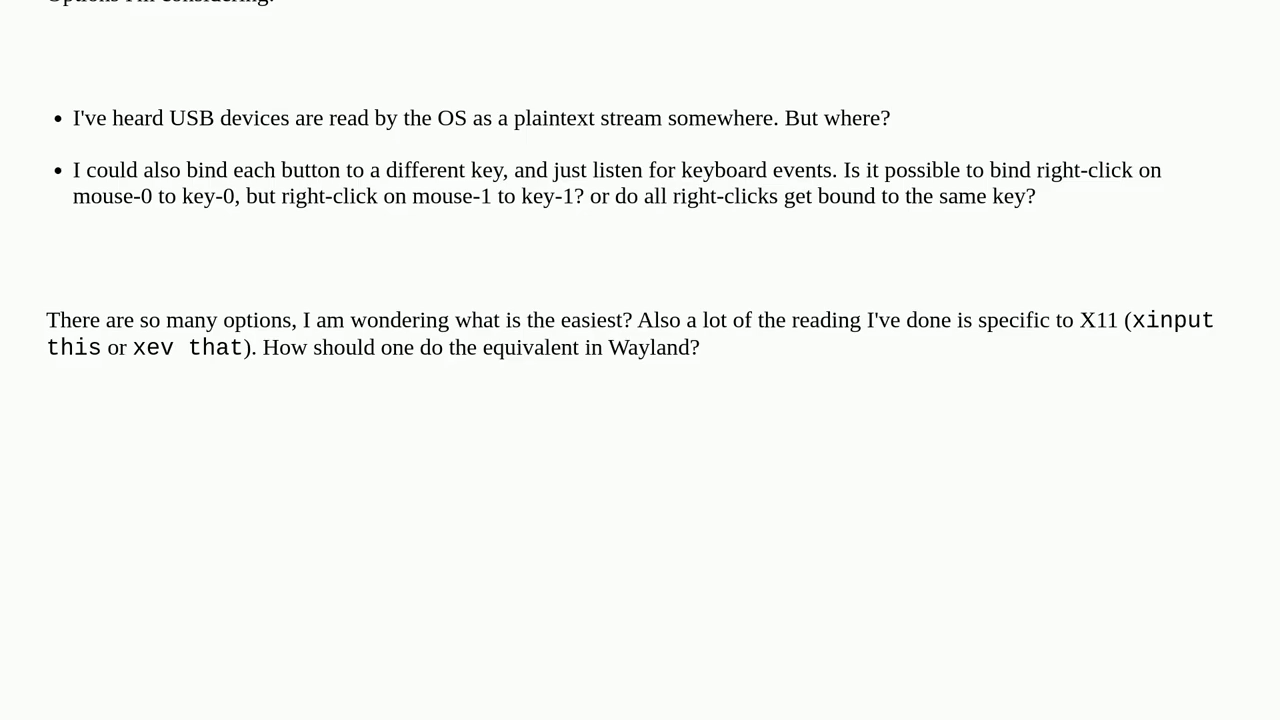 Options I'm considering:
• I've heard USB devices are read by the OS as a plaintext stream somewhere. But where?
• I could also bind each button to a different key, and just listen for keyboard events. Is it possible to bind right-click on
mouse-0 to key-0, but right-click on mouse-1 to key-1? or do all right-clicks get bound to the same key?
There are so many options, I am wondering what is the easiest? Also a lot of the reading I've done is specific to X11 (xinput
this or xev that). How should one do the equivalent in Wayland?